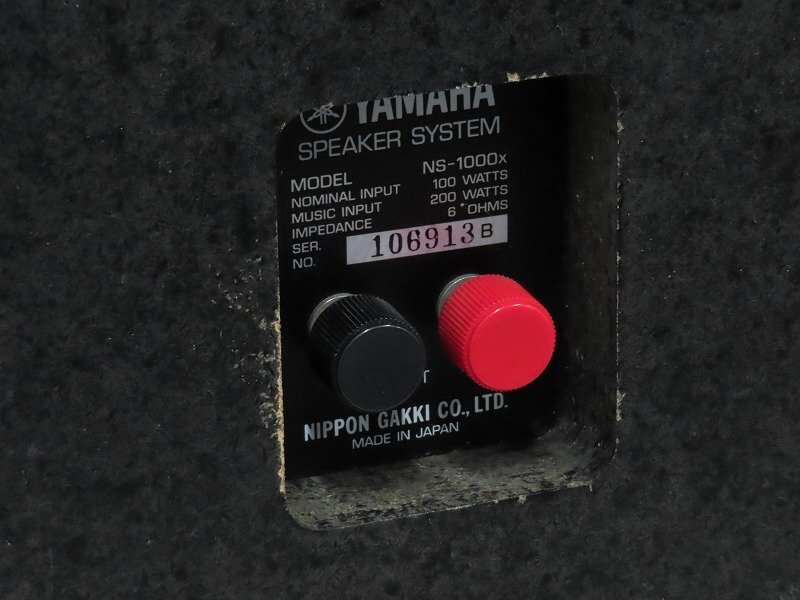 YAMAHA
SPEAKER SYSTEM
MODEL NS-1000x
NOMINAL INPUT 100 WATTS
MUSIC INPUT 200 WATTS
IMPEDANCE 6 OHMS
SER.
NO. 106913 B
NIPPON GAKKI CO., LTD.
MADE IN JAPAN